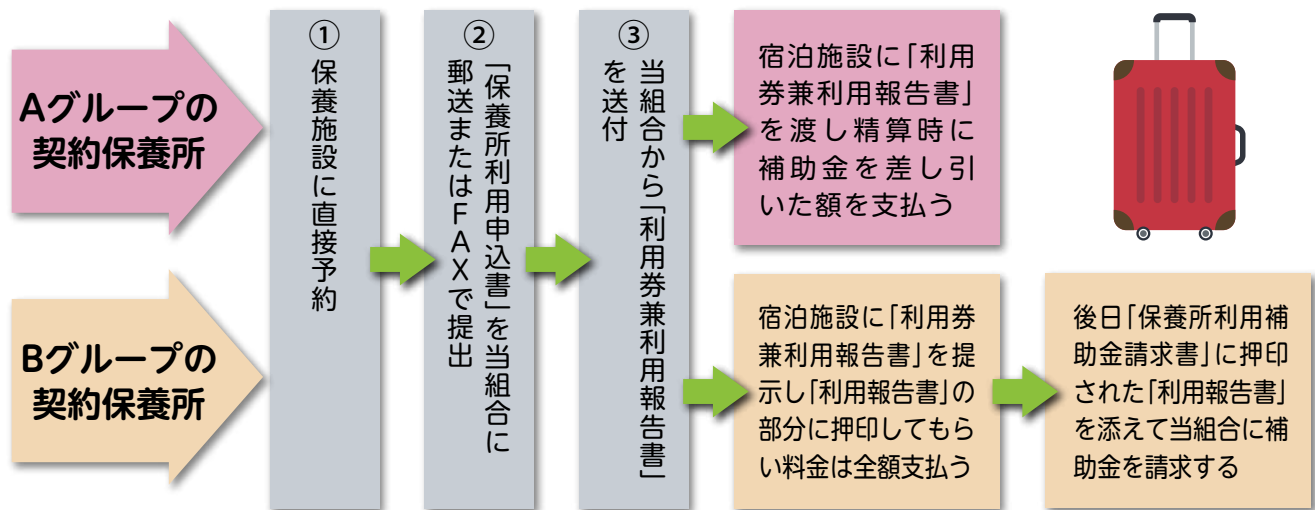 Aグループの
契約保養所
Bグループの
契約保養所
①
保養施設に直接予約
②
「保養所利用申込書」を当組合に
郵送またはFAXで提出
③
当組合から「利用券兼利用報告書」
を送付
宿泊施設に「利用
券兼利用報告書」
を渡し精算時に
補助金を差し引
いた額を支払う
宿泊施設に「利用券
兼利用報告書」を提
示し「利用報告書」の
部分に押印してもら
い料金は全額支払う
後日「保養所利用補
助金請求書」に押印
された「利用報告書」
を添えて当組合に補
助金を請求する